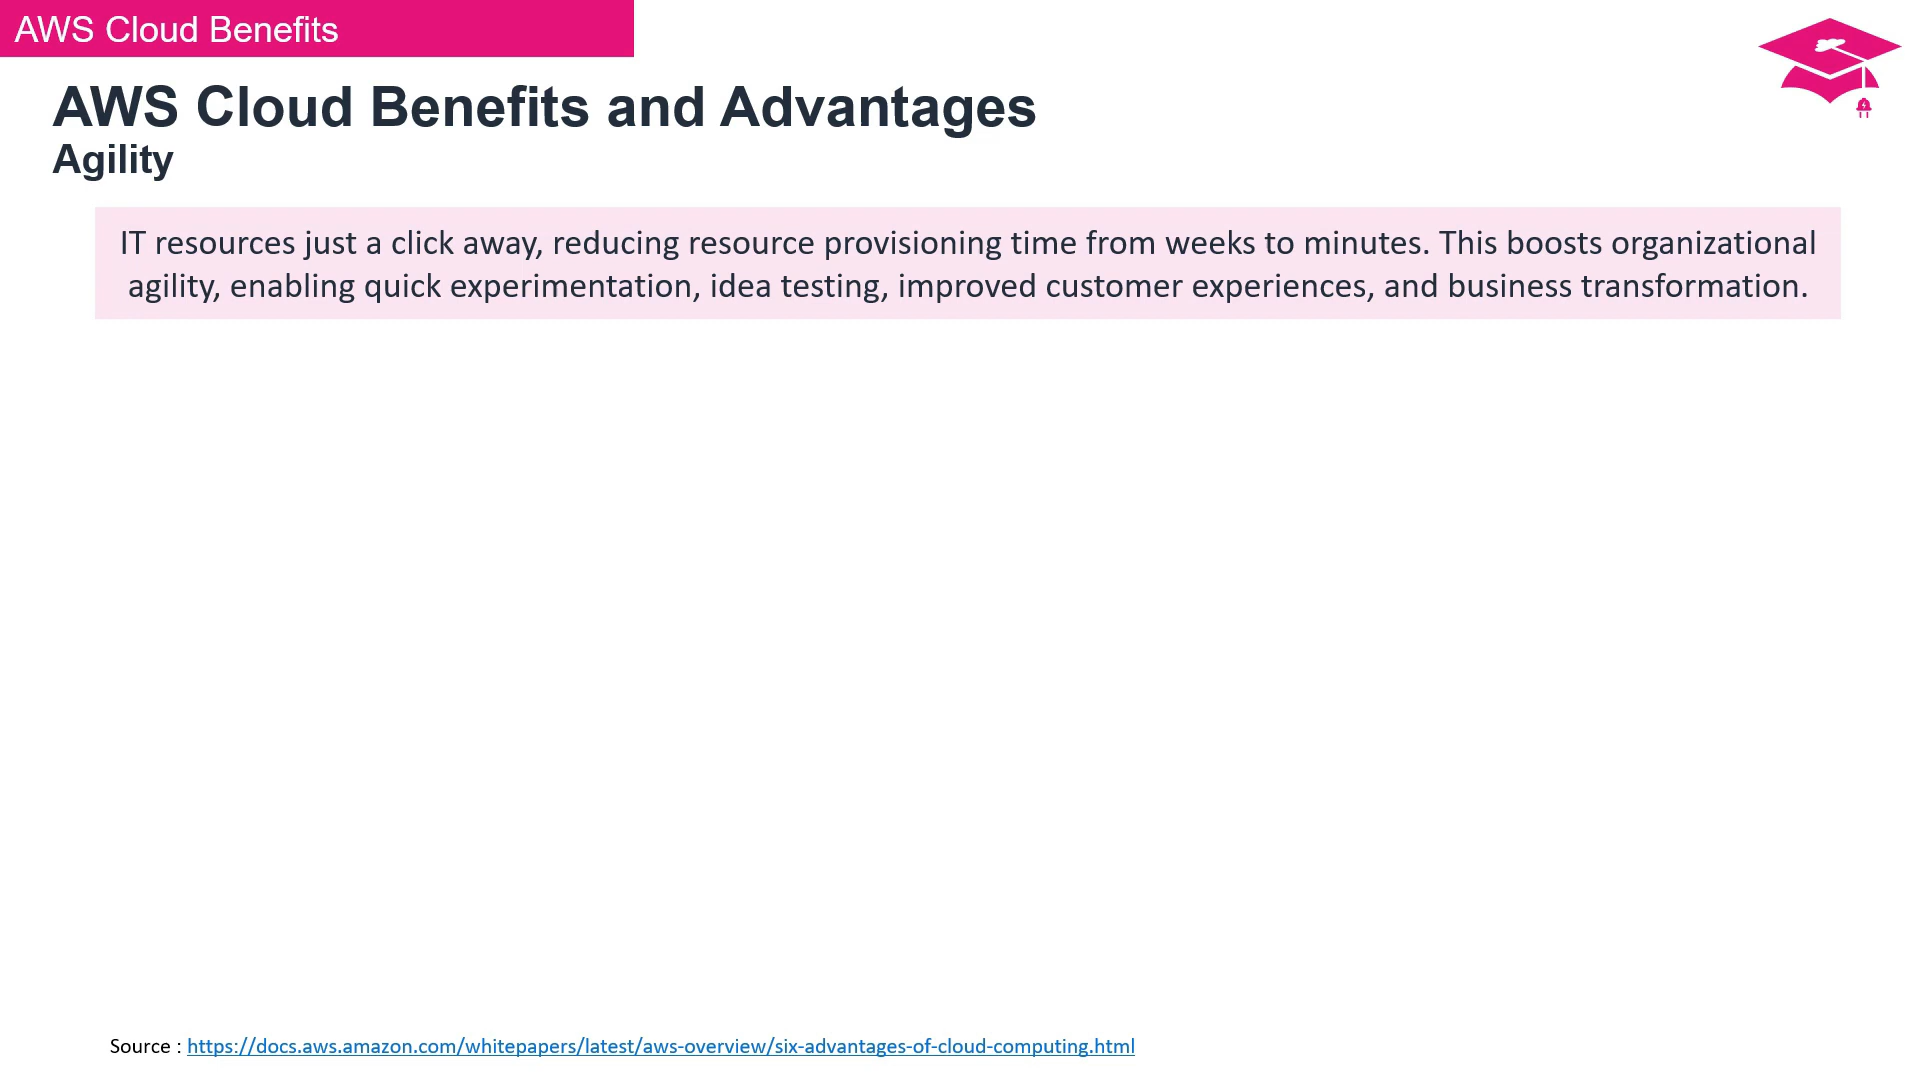 AWS Cloud Benefits
AWS Cloud Benefits and Advantages
Agility
IT resources just a click away, reducing resource provisioning time from weeks to minutes. This boosts organizational
agility, enabling quick experimentation, idea testing, improved customer experiences, and business transformation.
Source : https://docs.aws.amazon.com/whitepapers/latest/aws-overview/six-advantages-of-cloud-computing.html